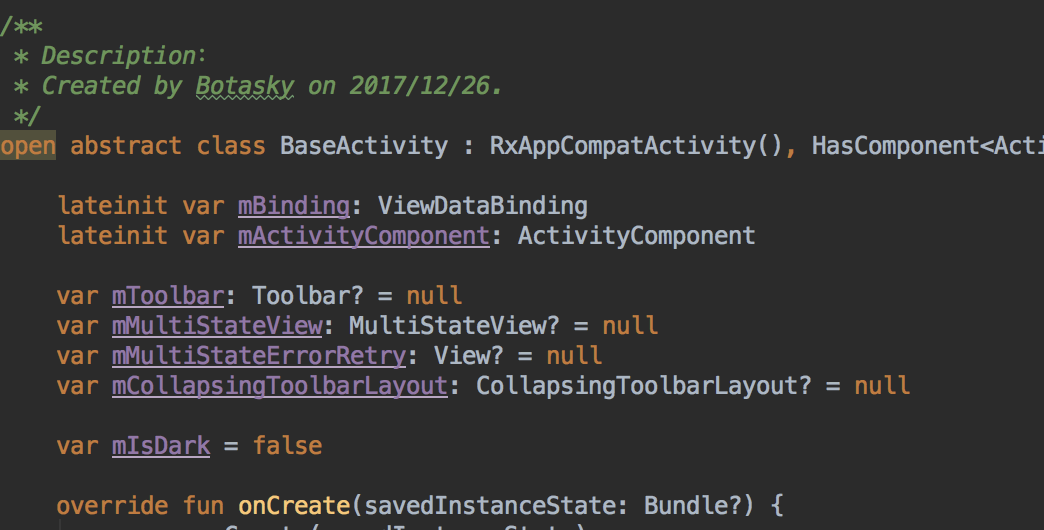 /**
* Description:
* Created by Botasky on 2017/12/26.
*/
open abstract class BaseActivity : RxAppCompatActivity(), HasComponent<Acti
lateinit var mBinding: ViewDataBinding
lateinit var mActivityComponent: ActivityComponent
var mToolbar: Toolbar? = null
var mMultiStateView: MultiStateView? = null
var mMultiStateErrorRetry: View? = null
var mCollapsingToolbarLayout: CollapsingToolbarLayout? = null
var mIsDark = false
override fun onCreate(savedInstanceState: Bundle?) {